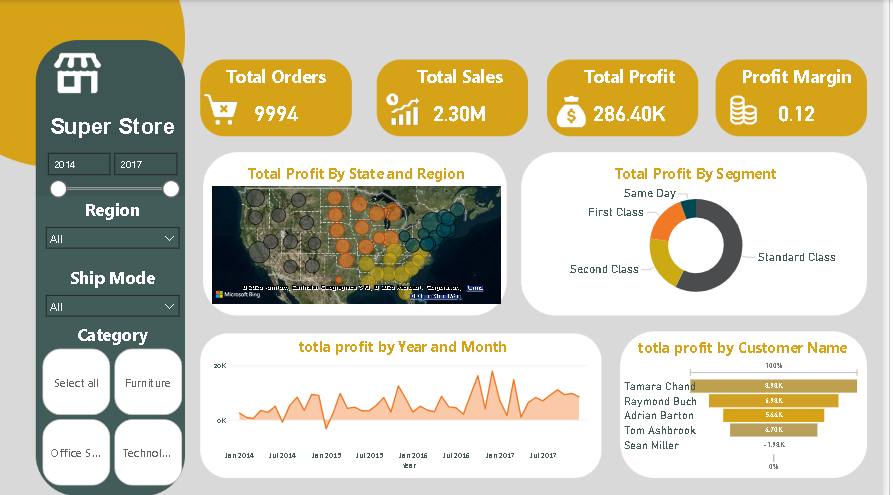 Super Store
2014
2017
Region
All
Ship Mode
All
Category
Select all
Furniture
Office S...
Technol...
Total Orders
9994
Total Sales
2.30M
Total Profit
286.40K
Profit Margin
0.12
Total Profit By State and Region
Microsoft Bing
Total Profit By Segment
Same Day
First Class
Second Class
Standard Class
totla profit by Year and Month
20K
0K
Jan 2014
Jul 2014
Jan 2015
Jul 2015
Jan 2016
Jul 2016
Jan 2017
Jul 2017
Year
totla profit by Customer Name
100%
Tamara Chand
8.98K
Raymond Buch
6.98K
Adrian Barton
5.44K
Tom Ashbrook
4.70K
Sean Miller
-1.98K
0%